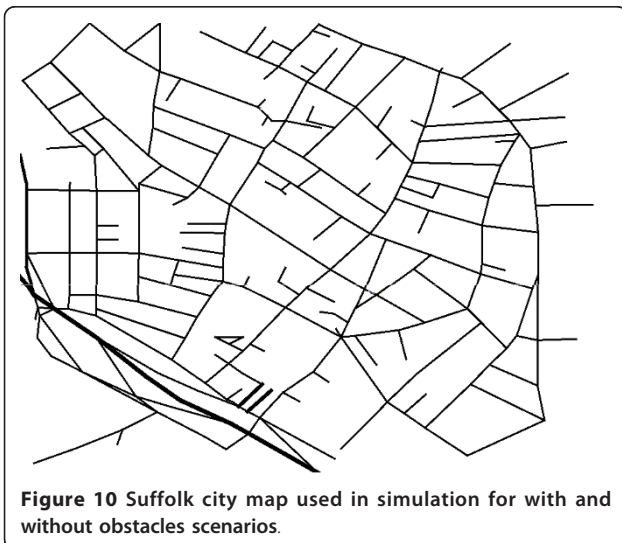 Figure 10 Suffolk city map used in simulation for with and
without obstacles scenarios.